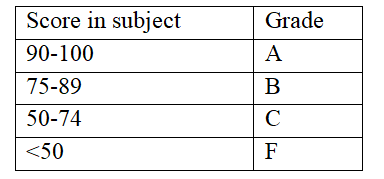 Score in subject Grade
90-100 A
75-89 B
50-74 C
<50 F